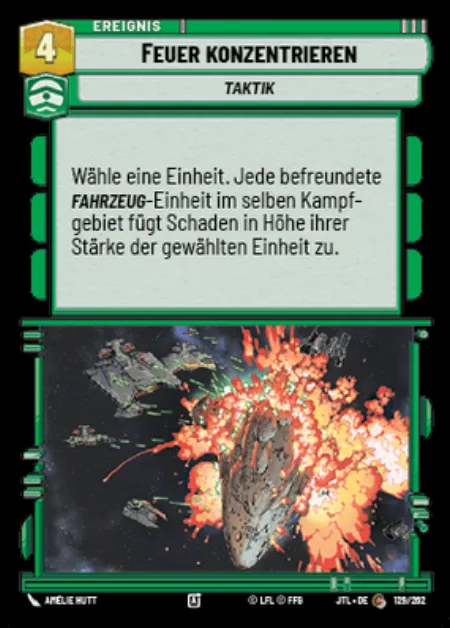 EREIGNIS
4
FEUER KONZENTRIEREN
TAKTIK
Wähle eine Einheit. Jede befreundete
FAHRZEUG-Einheit im selben Kampf-
gebiet fügt Schaden in Höhe ihrer
Stärke der gewählten Einheit zu.
AMÉLIE HUTT
A
© LFL © FFG
JTL • DE
129/262